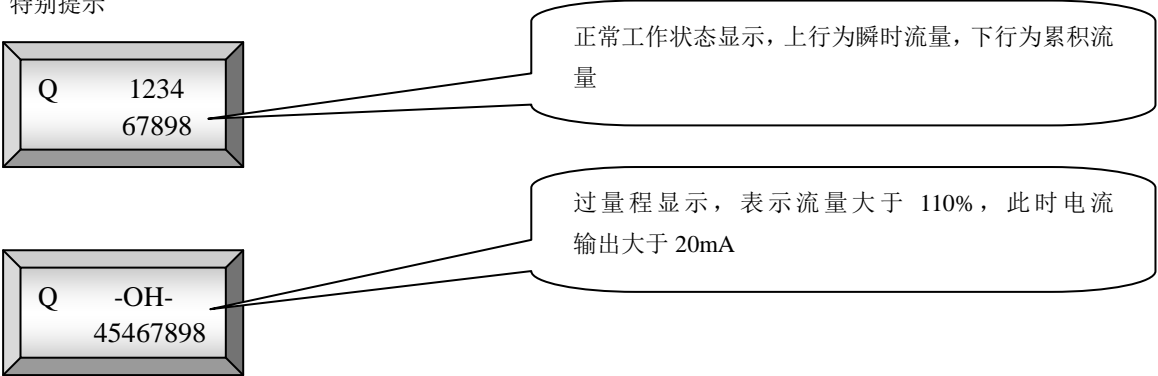 特别提示
正常工作状态显示，上行为瞬时流量，下行为累积流
量
Q 1234
67898
过量程显示，表示流量大于 110%，此时电流
输出大于 20mA
Q -OH-
45467898